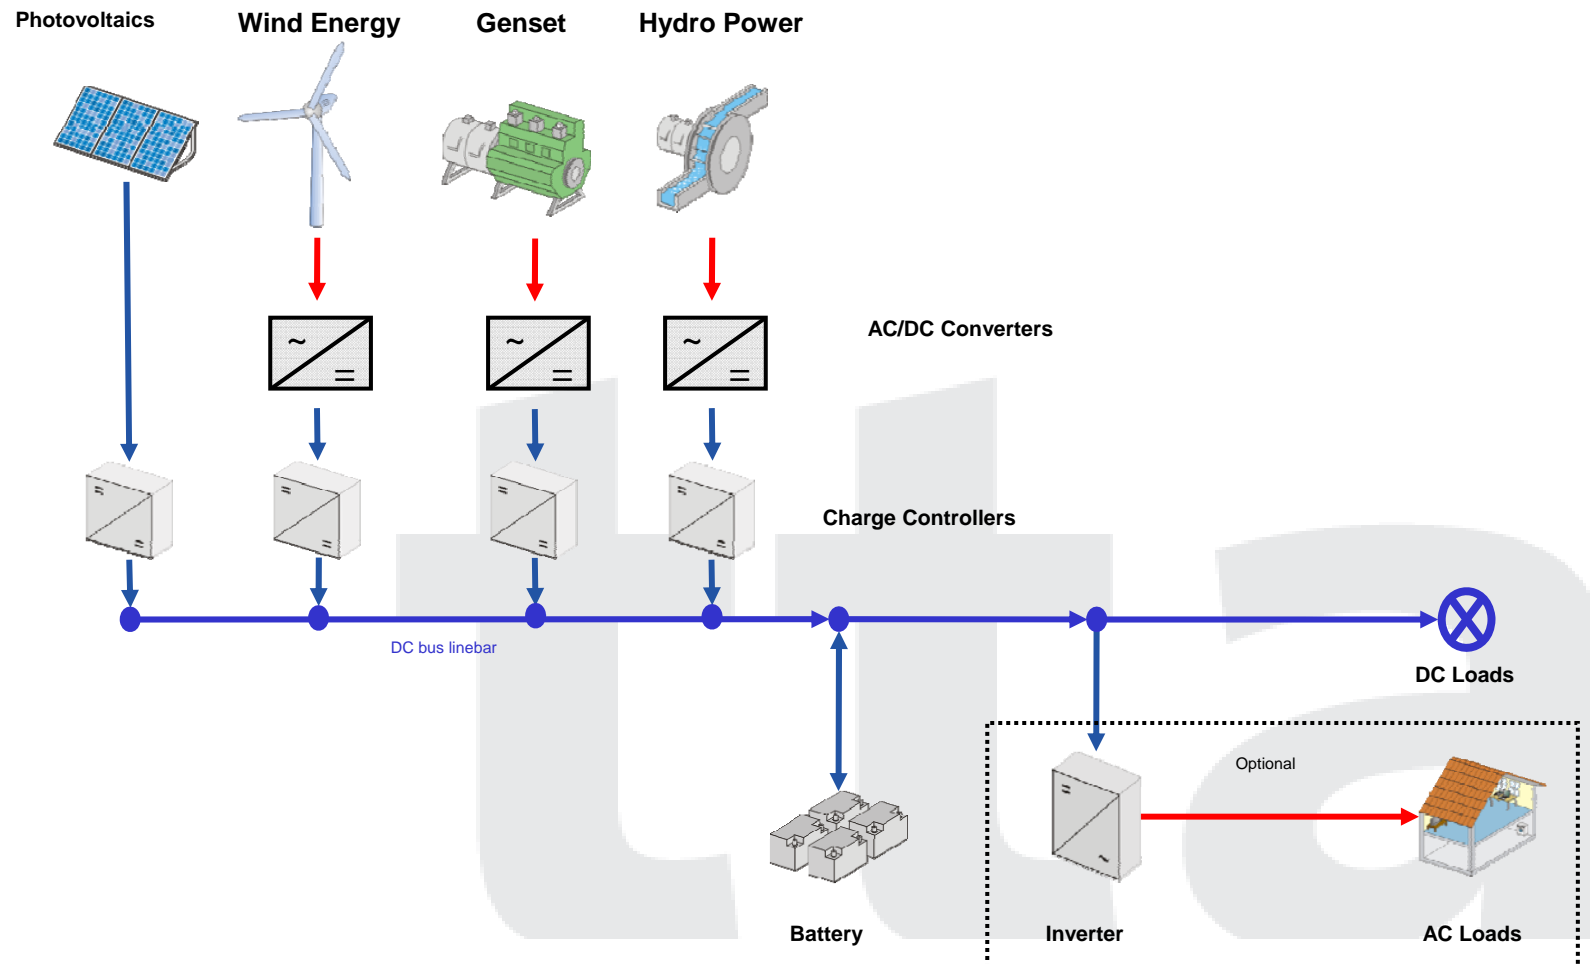 Photovoltaics
Wind Energy
Genset
Hydro Power
~
=
~
=
~
=
AC/DC Converters
=
=
=
=
=
=
=
=
Charge Controllers
DC bus linebar
DC Loads
Optional
=
~
Battery
Inverter
AC Loads
tta